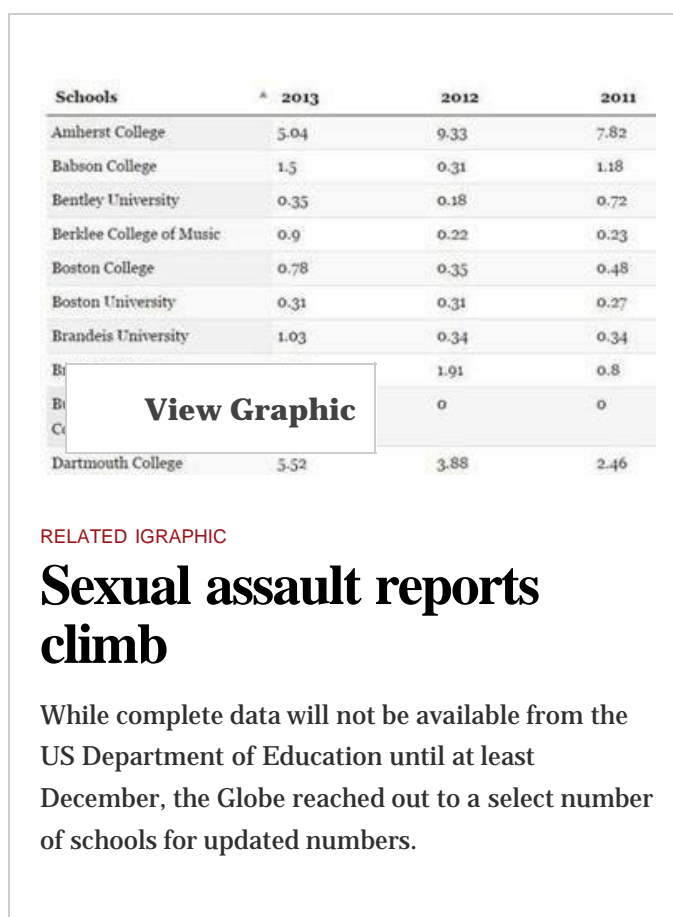 Schools 2013 2012 2011
Amherst College 5.04 9.33 7.82
Babson College 1.5 0.31 1.18
Bentley University 0.35 0.18 0.72
Berklee College of Music 0.9 0.22 0.23
Boston College 0.78 0.35 0.48
Boston University 0.31 0.31 0.27
Brandeis University 1.03 0.34 0.34
1.91 0.8
0 0
View Graphic
Dartmouth College 5.52 3.88 2.46
RELATED IGRAPHIC
Sexual assault reports
climb
While complete data will not be available from the
US Department of Education until at least
December, the Globe reached out to a select number
of schools for updated numbers.